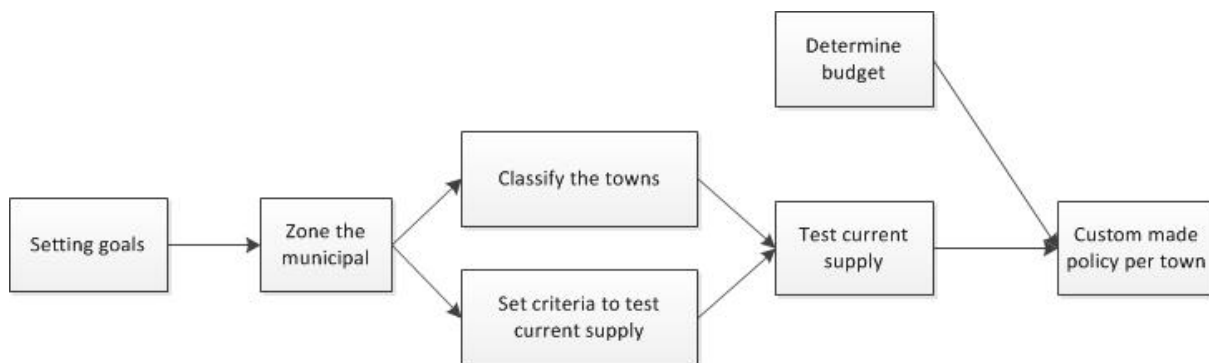 Determine
budget
Classify the towns
Setting goals
Zone the
municipal
Test current
supply
Custom made
policy per town
Set criteria to test
current supply